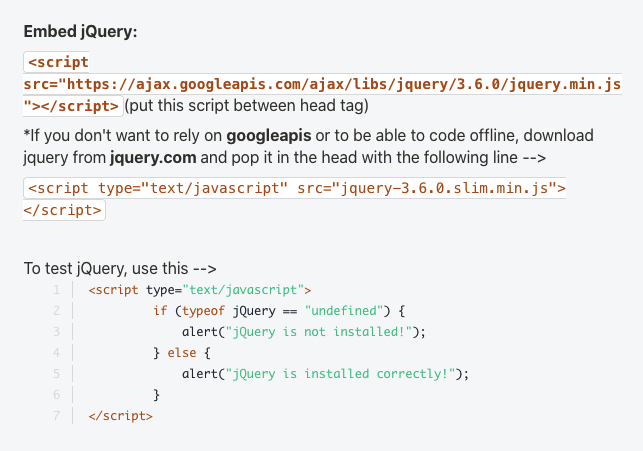 Embed jQuery:
<script
src="https://ajax.googleapis.com/ajax/libs/jquery/3.6.0/jquery.min.js
"></script> (put this script between head tag)
*If you don't want to rely on googleapis or to be able to code offline, download
jquery from jquery.com and pop it in the head with the following line -->
<script type="text/javascript" src="jquery-3.6.0.slim.min.js">
</script>
To test jQuery, use this -->
1 <script type="text/javascript">
2 if (typeof jQuery == "undefined") {
3 alert("jQuery is not installed!");
4 } else {
5 alert("jQuery is installed correctly!");
6 }
7 </script>